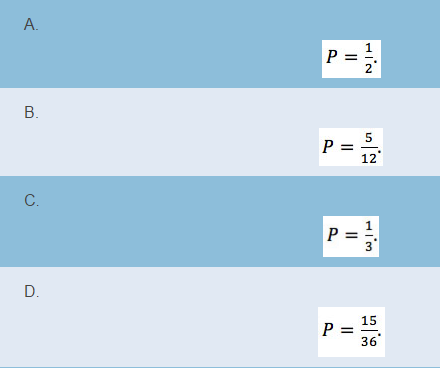 A.
P = 1/2.
B.
P = 5/12.
C.
P = 1/3.
D.
P = 15/36.